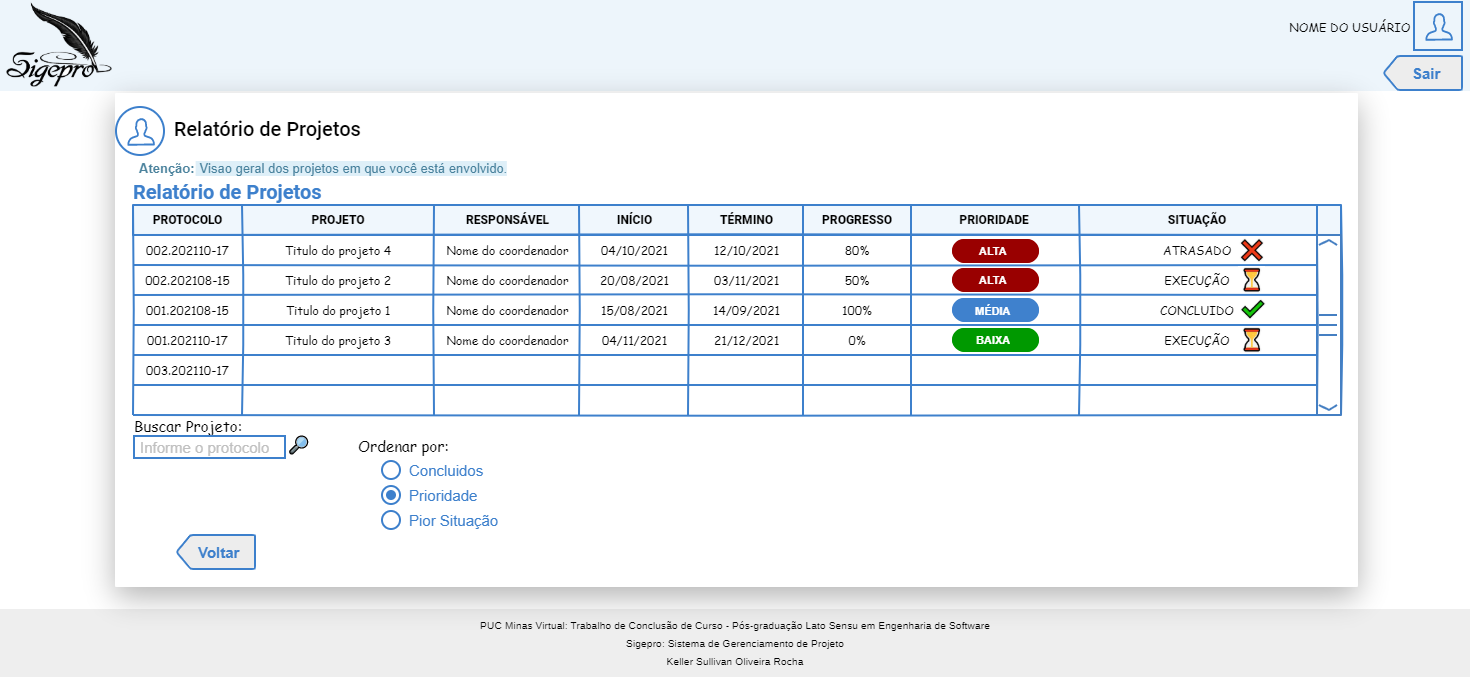 Sigepro
NOME DO USUÁRIO
Sair
Relatório de Projetos
Atenção: Visao geral dos projetos em que você está envolvido.
Relatório de Projetos
PROTOCOLO PROJETO RESPONSÁVEL INÍCIO TÉRMINO PROGRESSO PRIORIDADE SITUAÇÃO
002.202110-17 Titulo do projeto 4 Nome do coordenador 04/10/2021 12/10/2021 80% ALTA ATRASADO
002.202108-15 Titulo do projeto 2 Nome do coordenador 20/08/2021 03/11/2021 50% ALTA EXECUÇÃO
001.202108-15 Titulo do projeto 1 Nome do coordenador 15/08/2021 14/09/2021 100% MÉDIA CONCLUIDO
001.202110-17 Titulo do projeto 3 Nome do coordenador 04/11/2021 21/12/2021 0% BAIXA EXECUÇÃO
003.202110-17
Buscar Projeto:
Informe o protocolo
Ordenar por:
Concluidos
Prioridade
Pior Situação
Voltar
PUC Minas Virtual: Trabalho de Conclusão de Curso - Pós-graduação Lato Sensu em Engenharia de Software
Sigepro: Sistema de Gerenciamento de Projeto
Keller Sullivan Oliveira Rocha